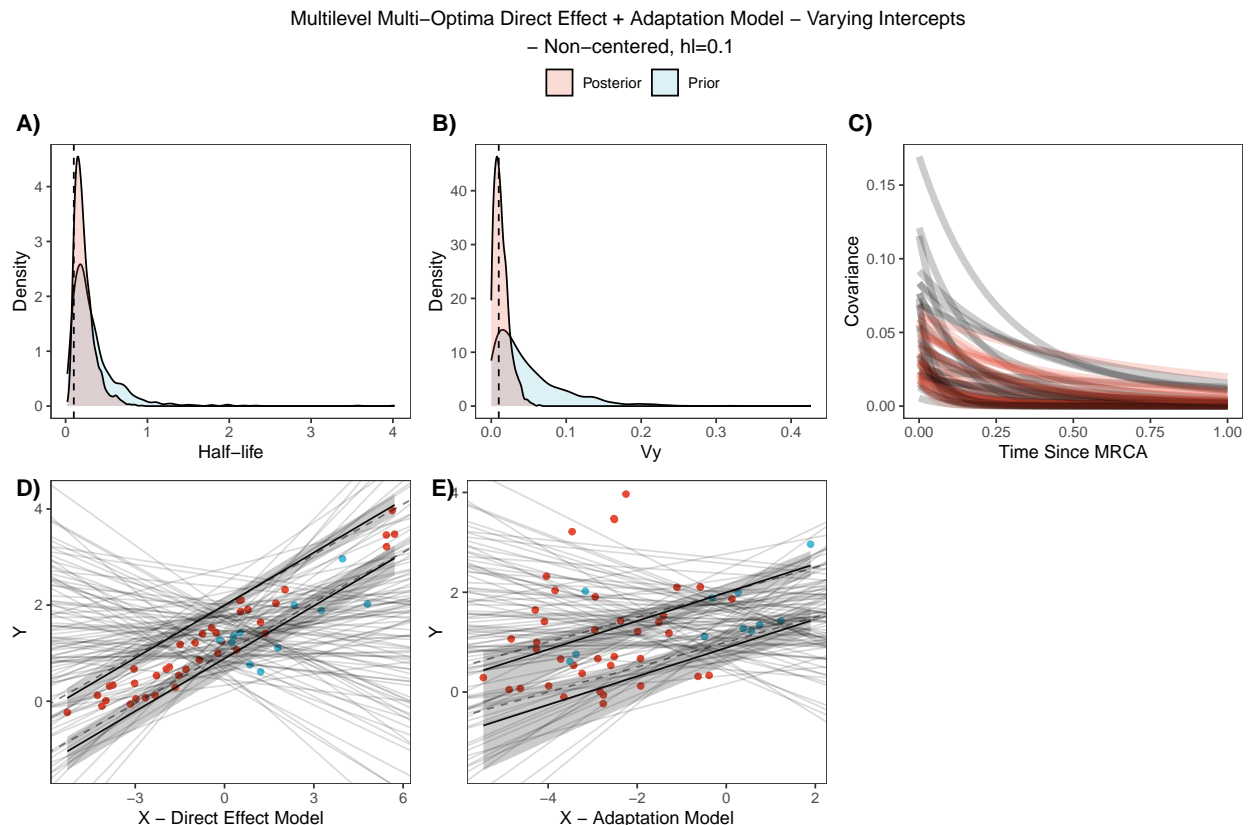 Multilevel Multi−Optima Direct Effect + Adaptation Model − Varying Intercepts
− Non−centered, hl=0.1
Posterior Prior
A) B) C)
4
3
2
1
0
Density
0 1 2 3 4
Half−life
40
30
20
10
0
Density
0.0 0.1 0.2 0.3 0.4
Vy
0.15
0.10
0.05
0.00
Covariance
0.00 0.25 0.50 0.75 1.00
Time Since MRCA
D) E)
4
2
0
Y
−3 0 3 6
X − Direct Effect Model
4
2
0
Y
−4 −2 0 2
X − Adaptation Model